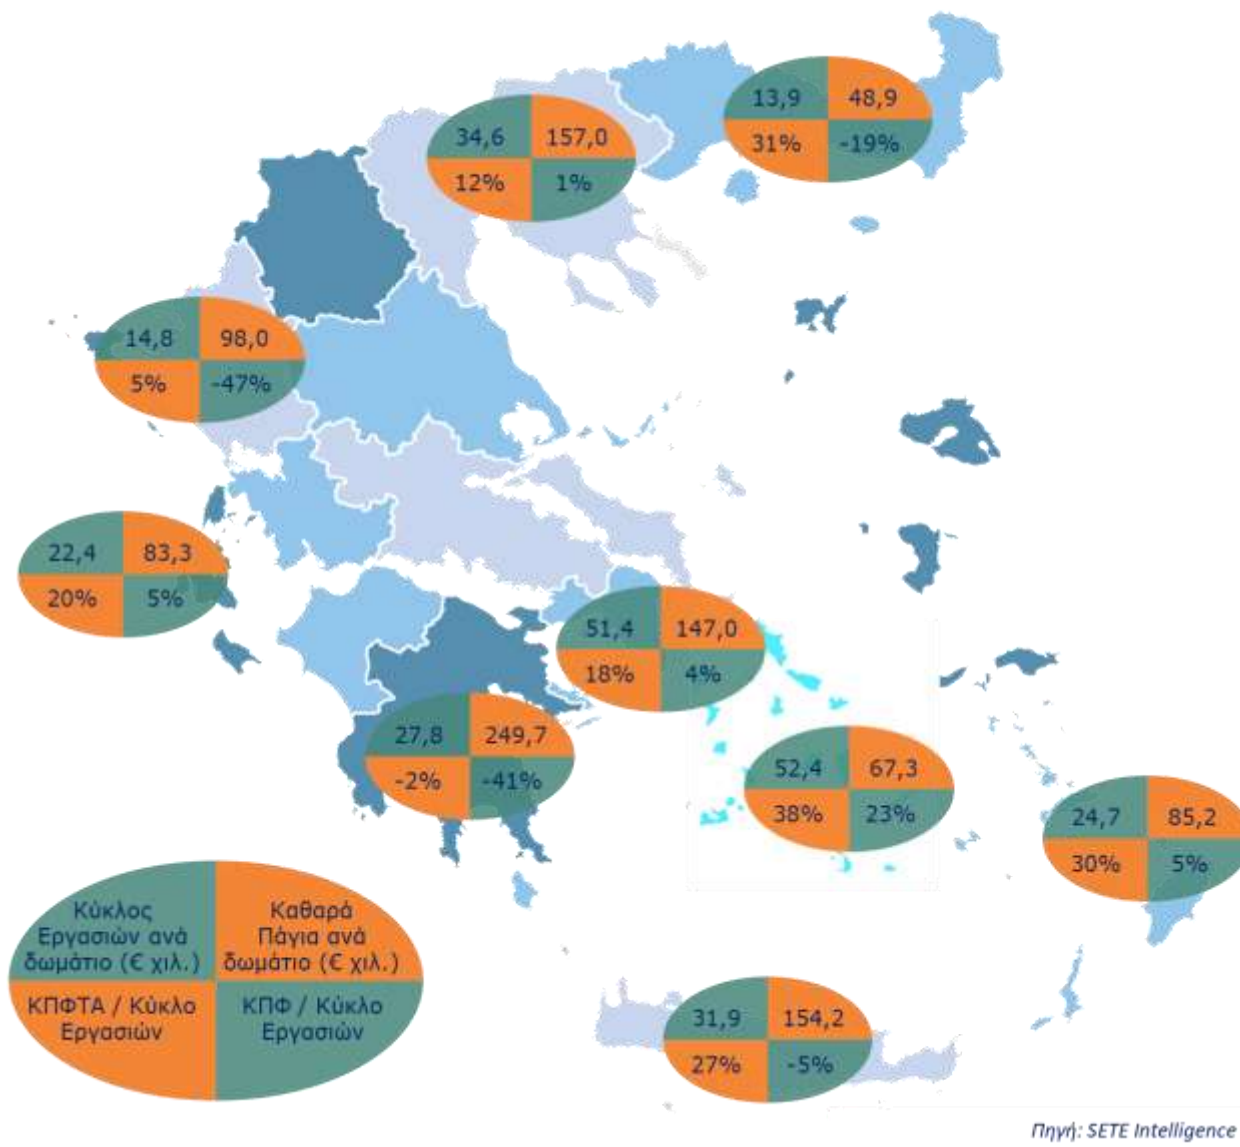 13,9 48,9
31% -19%
34,6 157,0
12% 1%
14,8 98,0
5% -47%
22,4 83,3
20% 5%
51,4 147,0
18% 4%
27,8 249,7
-2% -41%
52,4 67,3
38% 23%
24,7 85,2
30% 5%
Κύκλος
Εργασιών ανά
δωμάτιο (€ χιλ.)
Καθαρά
Πάγια ανά
δωμάτιο (€ χιλ.)
ΚΠΦΤΑ / Κύκλο
Εργασιών
ΚΠΦ / Κύκλο
Εργασιών
31,9 154,2
27% -5%
Πηγή: SETE Intelligence